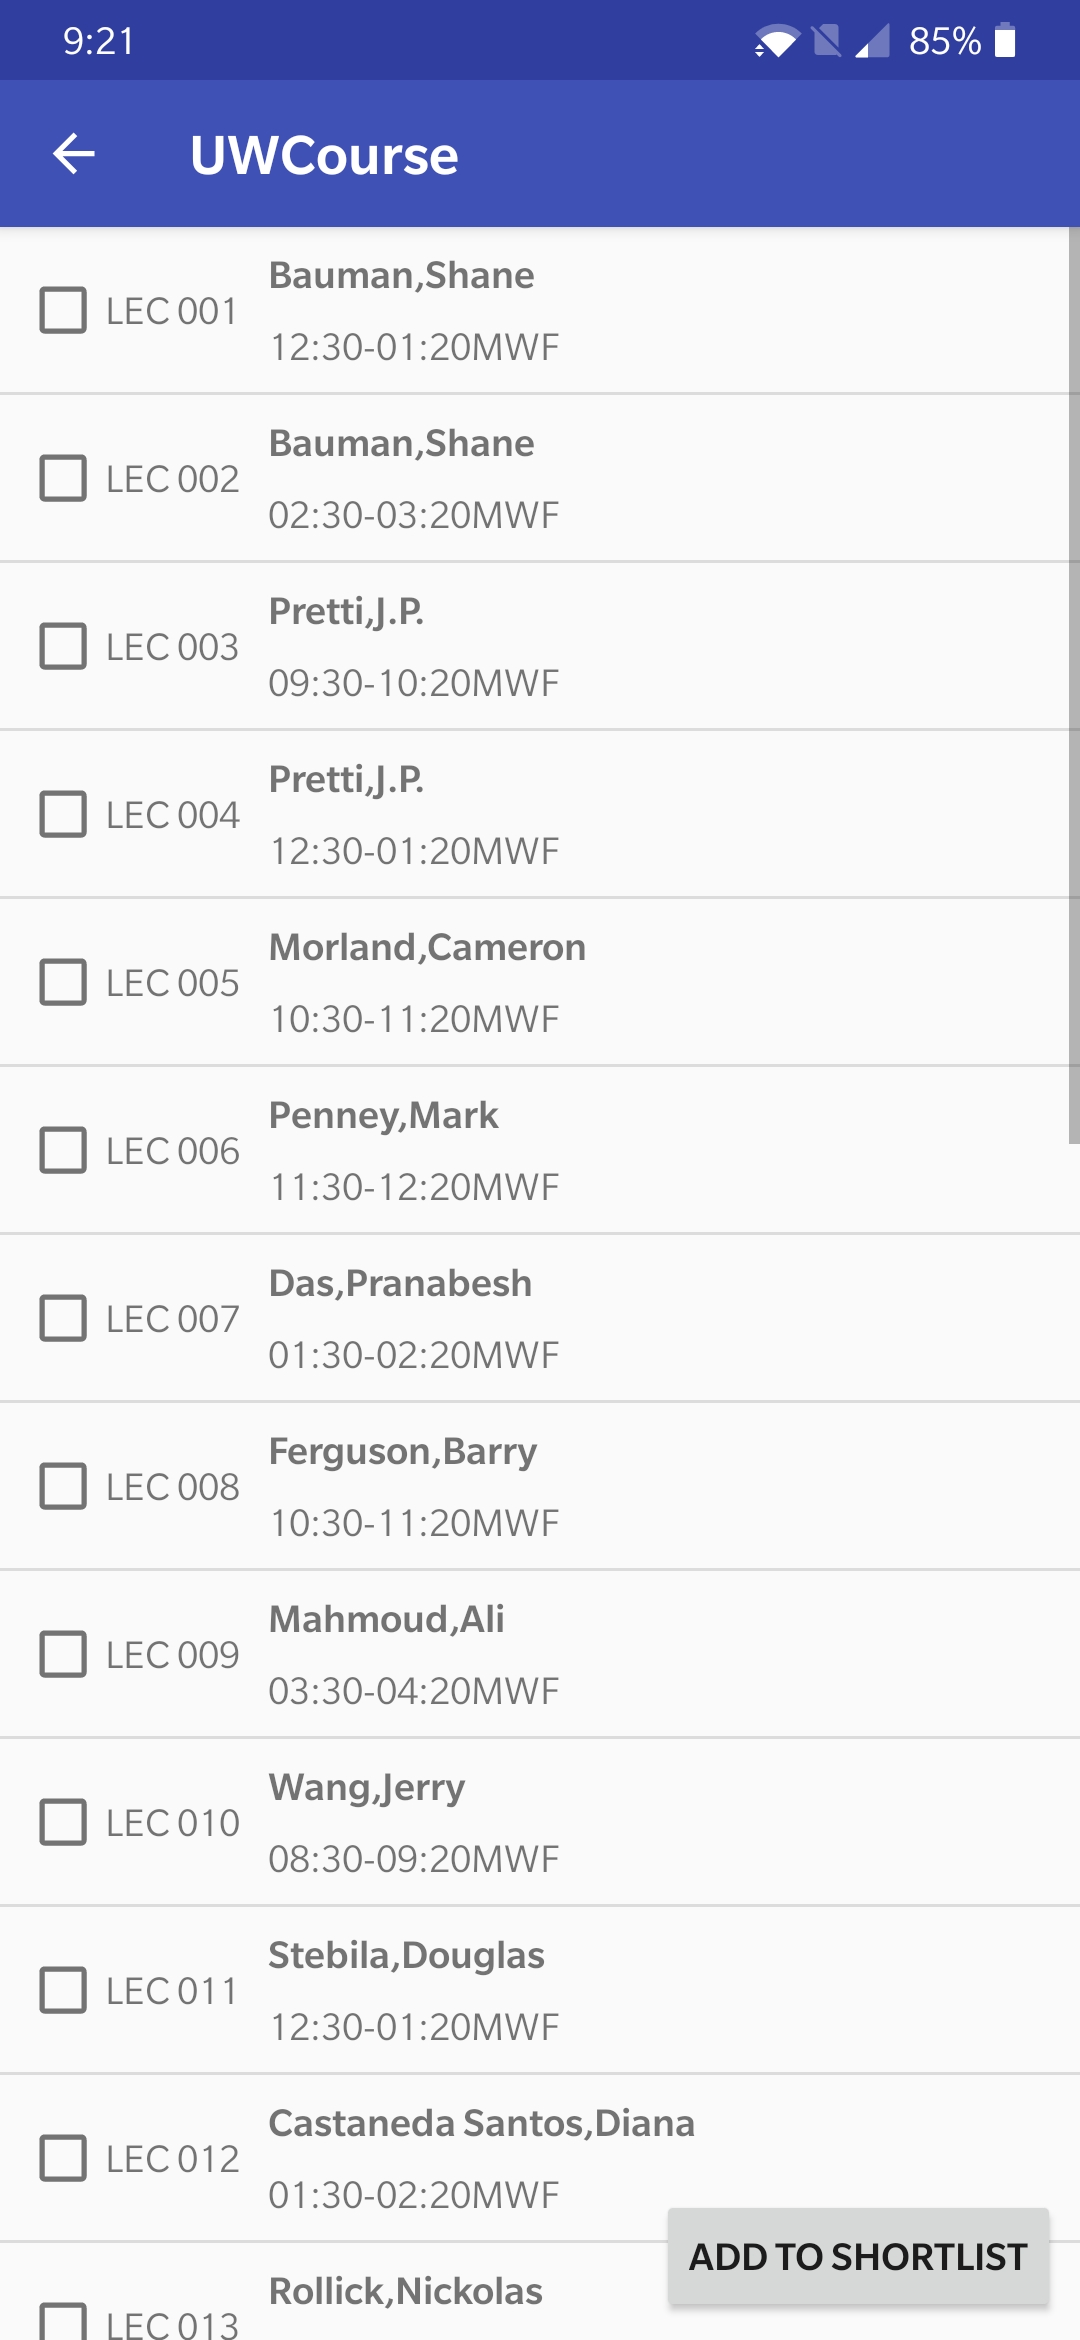 9:21 85%
UWCourse
Bauman,Shane
LEC 001
12:30-01:20MWF
Bauman,Shane
LEC 002
02:30-03:20MWF
Pretti,J.P.
LEC 003
09:30-10:20MWF
Pretti,J.P.
LEC 004
12:30-01:20MWF
Morland,Cameron
LEC 005
10:30-11:20MWF
Penney,Mark
LEC 006
11:30-12:20MWF
Das,Pranabesh
LEC 007
01:30-02:20MWF
Ferguson,Barry
LEC 008
10:30-11:20MWF
Mahmoud,Ali
LEC 009
03:30-04:20MWF
Wang,Jerry
LEC 010
08:30-09:20MWF
Stebila,Douglas
LEC 011
12:30-01:20MWF
Castaneda Santos,Diana
LEC 012
01:30-02:20MWF
ADD TO SHORTLIST
Rollick,Nickolas
LEC 013